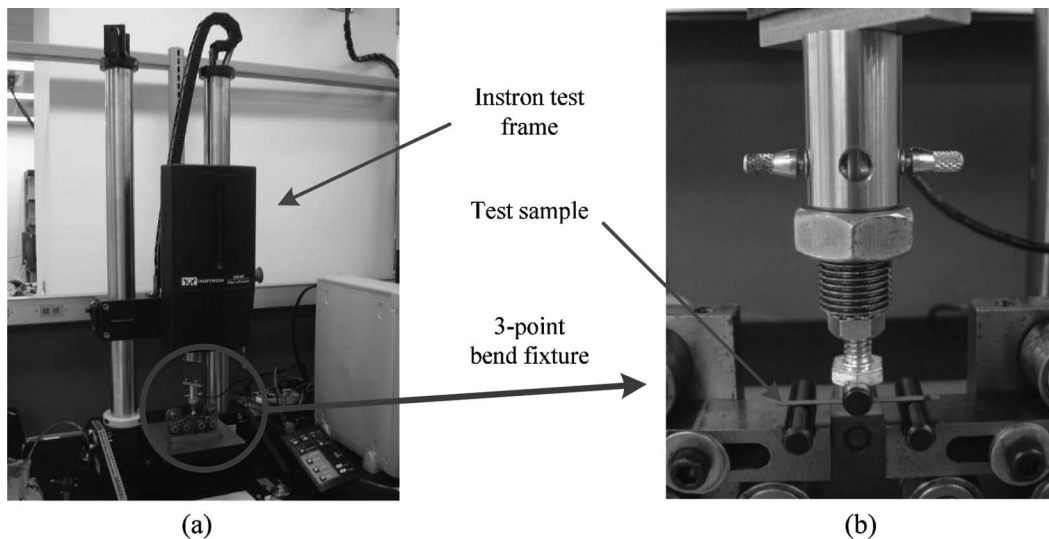 Instron test
frame
Test sample
3-point
bend fixture
INSTRON
(a)
(b)